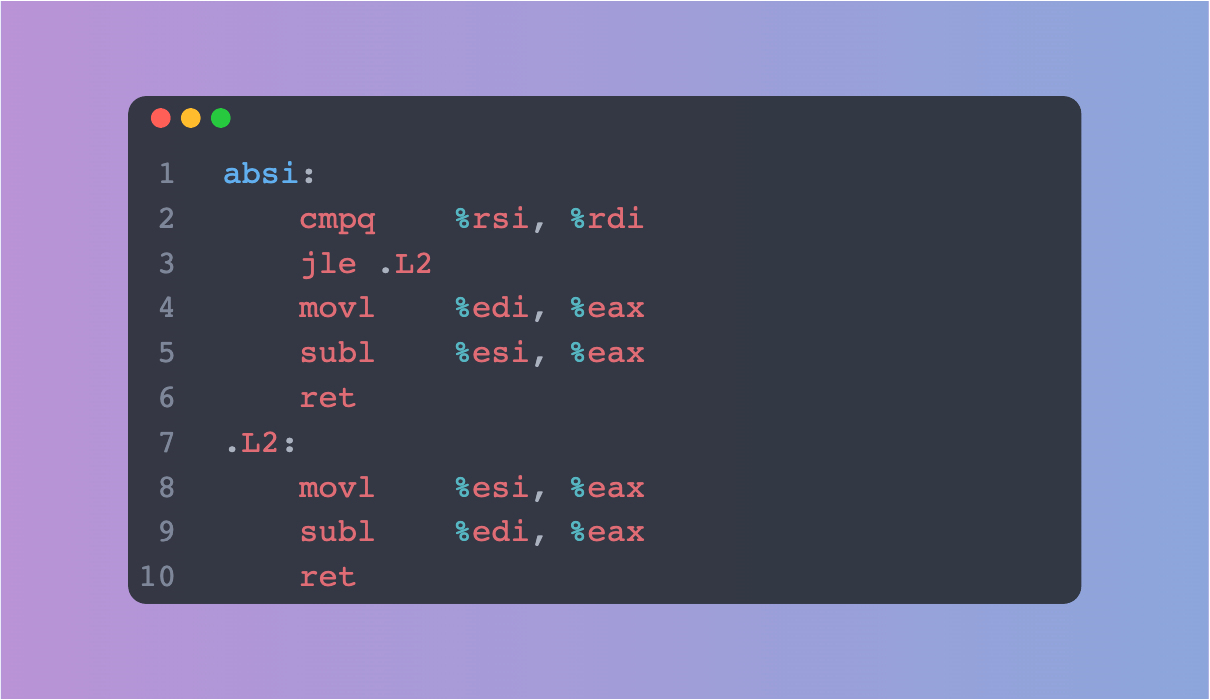 1 absi:
2 cmpq %rsi, %rdi
3 jle .L2
4 movl %edi, %eax
5 subl %esi, %eax
6 ret
7 .L2:
8 movl %esi, %eax
9 subl %edi, %eax
10 ret